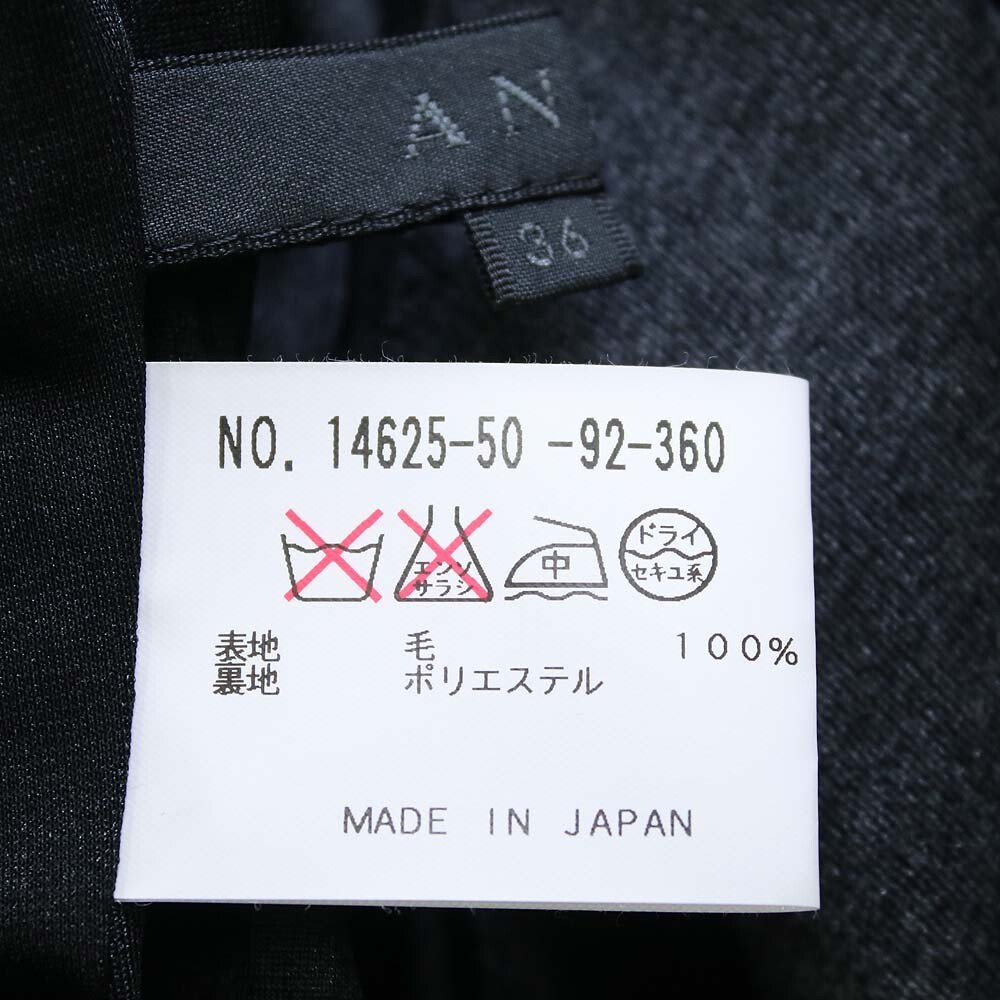 AN
36
NO. 14625-50 -92-360
エンソ
サラシ
中
ドライ
セキユ系
表地 毛 100%
裏地 ポリエステル
MADE IN JAPAN